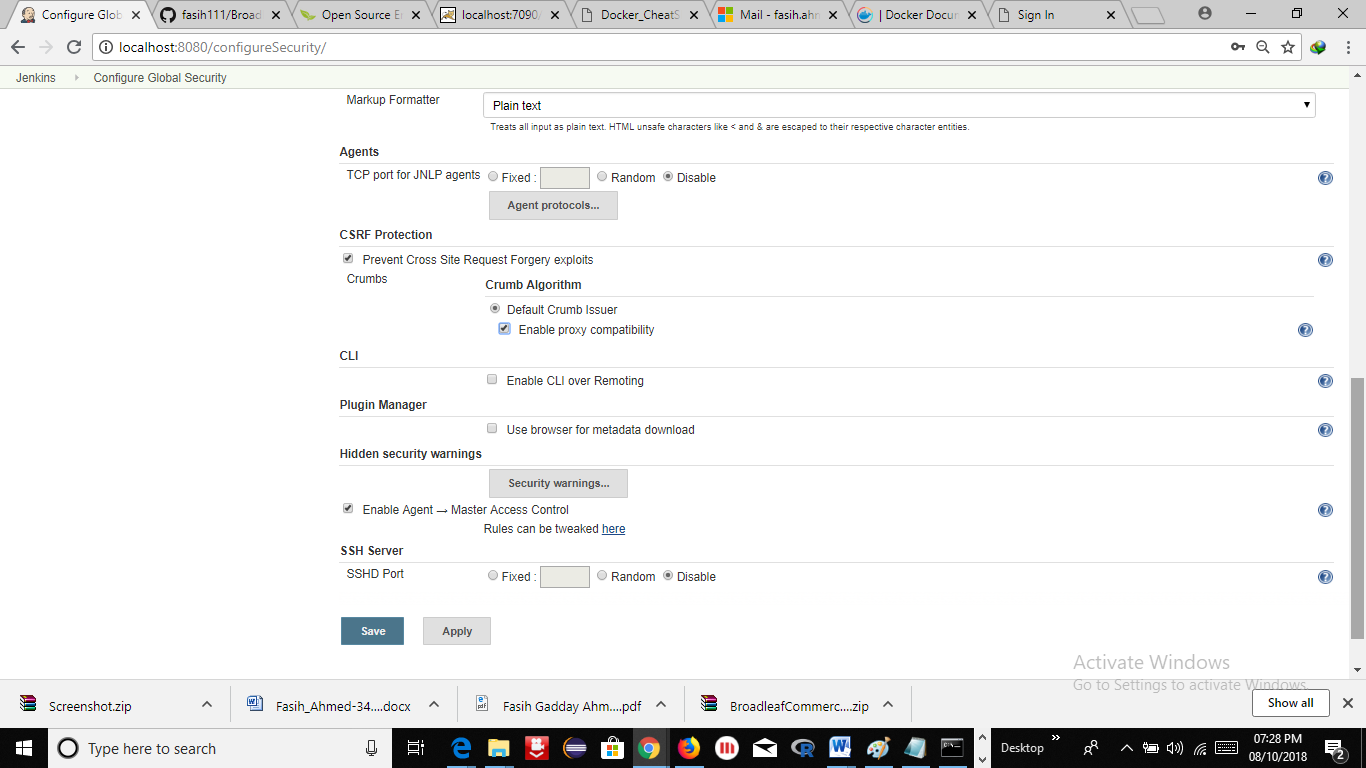 Configure Glob
fasih111/Broad
Open Source E
localhost:7090/
Docker_CheatS
Mail - fasih.ahm
| Docker Docum
Sign In
localhost:8080/configureSecurity/
Jenkins
Configure Global Security
Markup Formatter
Plain text
Treats all input as plain text. HTML unsafe characters like < and & are escaped to their respective character entities.
Agents
TCP port for JNLP agents
Fixed :
Random
Disable
Agent protocols...
CSRF Protection
Prevent Cross Site Request Forgery exploits
Crumbs
Crumb Algorithm
Default Crumb Issuer
Enable proxy compatibility
CLI
Enable CLI over Remoting
Plugin Manager
Use browser for metadata download
Hidden security warnings
Security warnings...
Enable Agent → Master Access Control
Rules can be tweaked here
SSH Server
SSHD Port
Fixed :
Random
Disable
Save
Apply
Activate Windows
Go to Settings to activate Windows.
Screenshot.zip
Fasih_Ahmed-34....docx
Fasih Gadday Ahm....pdf
BroadleafCommerc....zip
Show all
Type here to search
Desktop
07:28 PM
08/10/2018
2